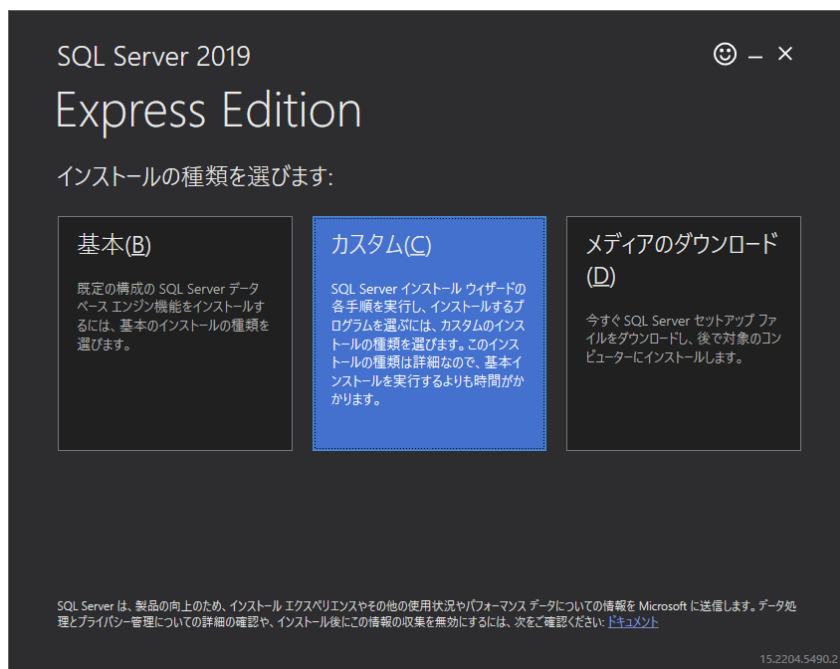 SQL Server 2019
Express Edition
インストールの種類を選びます:
基本(B)
既定の構成の SQL Server データ
ベース エンジン機能をインストールす
るには、基本のインストールの種類を
選びます。
カスタム(C)
SQL Server インストール ウィザードの
各手順を実行し、インストールするプ
ログラムを選ぶには、カスタムのインス
トールの種類を選びます。このインス
トールの種類は詳細なので、基本イ
ンストールを実行するよりも時間がか
かります。
メディアのダウンロード
(D)
今すぐ SQL Server セットアップ ファ
イルをダウンロードし、後で対象のコン
ピューターにインストールします。
SQL Server は、製品の向上のため、インストール エクスペリエンスやその他の使用状況やパフォーマンス データについての情報を Microsoft に送信します。データ処
理とプライバシー管理についての詳細の確認や、インストール後にこの情報の収集を無効にするには、次をご確認ください: ドキュメント
15.2204.5490.2